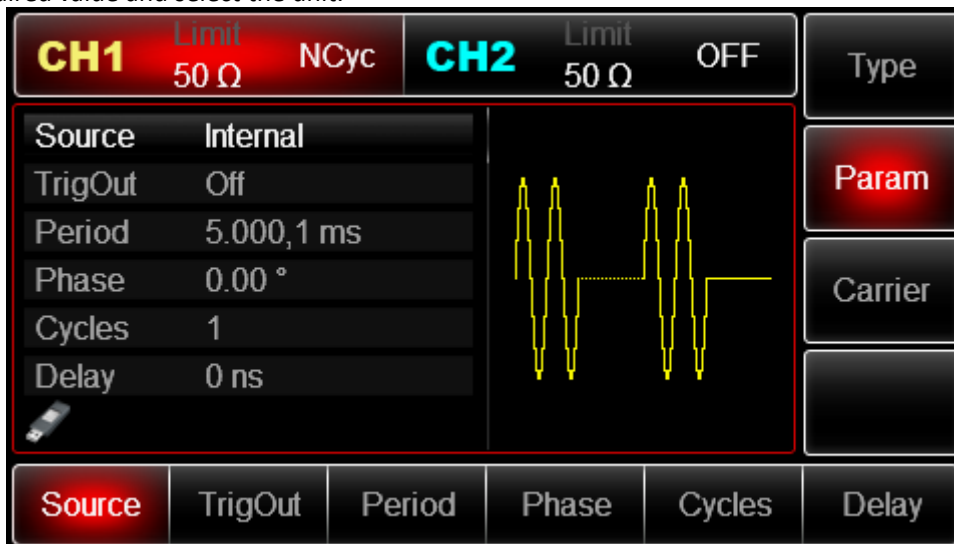 CH1 Limit 50 Ω NCyc CH2 Limit 50 Ω OFF
Type
Source Internal
TrigOut Off
Period 5.000,1 ms
Phase 0.00 °
Cycles 1
Delay 0 ns
Param
Carrier
Source TrigOut Period Phase Cycles Delay